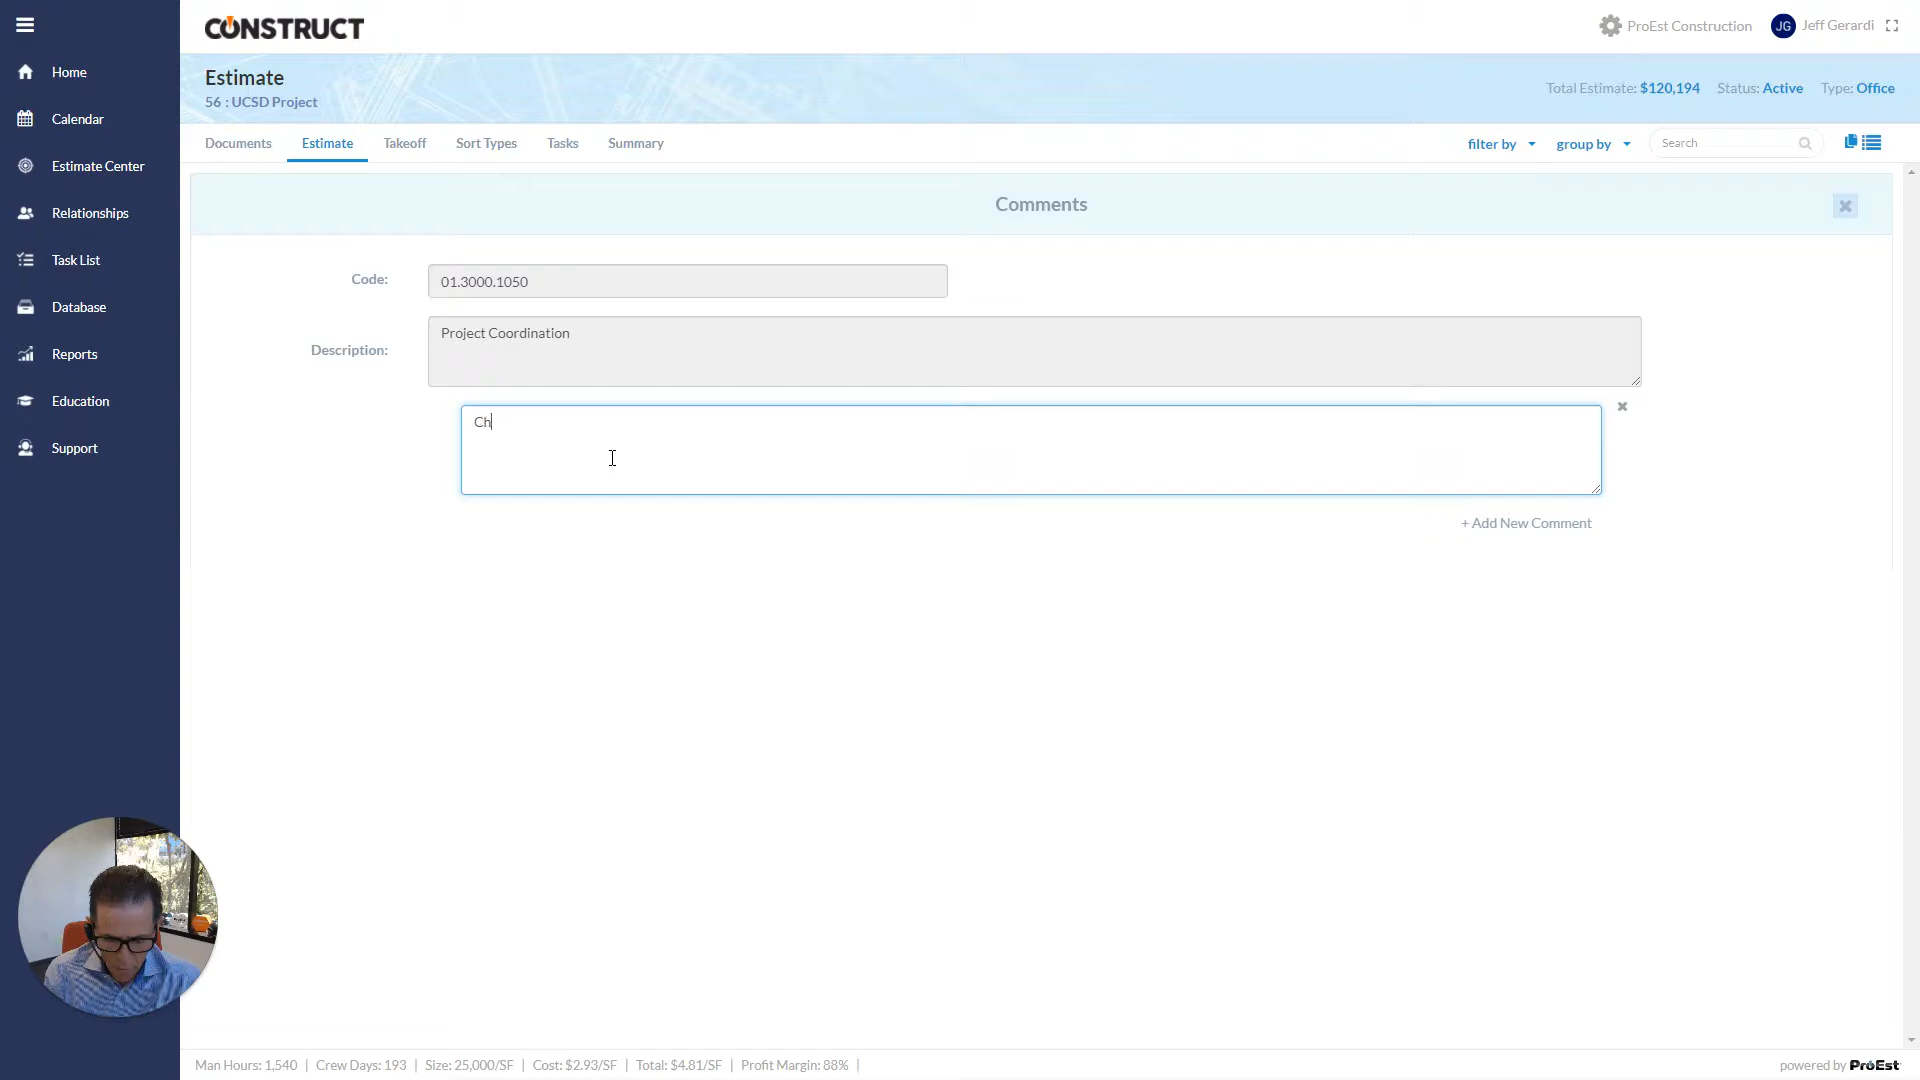 CONSTRUCT
ProEst Construction
JG
Jeff Gerardi
Home
Calendar
Estimate Center
Relationships
Task List
Database
Reports
Education
Support
Estimate
56 : UCSD Project
Total Estimate: $120,194
Status: Active
Type: Office
Documents
Estimate
Takeoff
Sort Types
Tasks
Summary
filter by
group by
Search
Comments
Code:
01.3000.1050
Description:
Project Coordination
Ch
+ Add New Comment
Man Hours: 1,540 | Crew Days: 193 | Size: 25,000/SF | Cost: $2.93/SF | Total: $4.81/SF | Profit Margin: 88% |
powered by ProEst